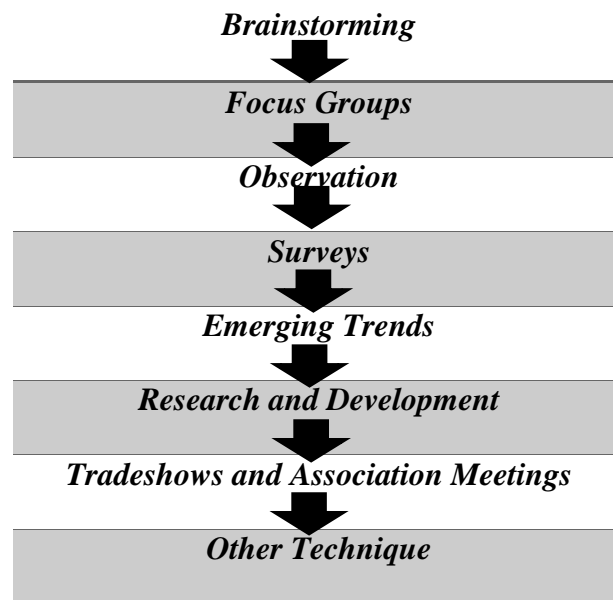 Brainstorming
Focus Groups
Observation
Surveys
Emerging Trends
Research and Development
Tradeshows and Association Meetings
Other Technique